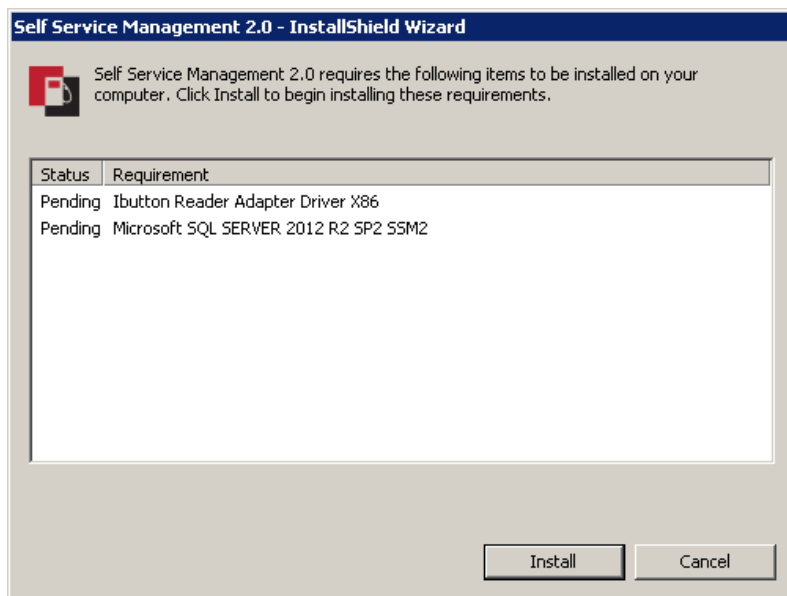 Self Service Management 2.0 - InstallShield Wizard
Self Service Management 2.0 requires the following items to be installed on your
computer. Click Install to begin installing these requirements.
Status Requirement
Pending Ibutton Reader Adapter Driver X86
Pending Microsoft SQL SERVER 2012 R2 SP2 SSM2
Install Cancel